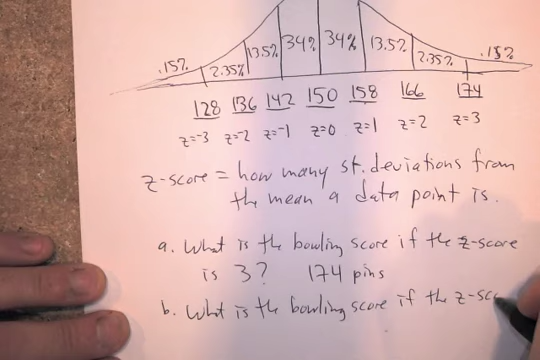 .15% 2.35% 13.5% 34% 34% 13.5% 2.35% .15%
128 136 142 150 158 166 174
z=-3 z=-2 z=-1 z=0 z=1 z=2 z=3
z-score = how many st. deviations from
the mean a data point is.
a. What is the bowling score if the z-score
is 3? 174 pins
b. What is the bowling score if the z-sc